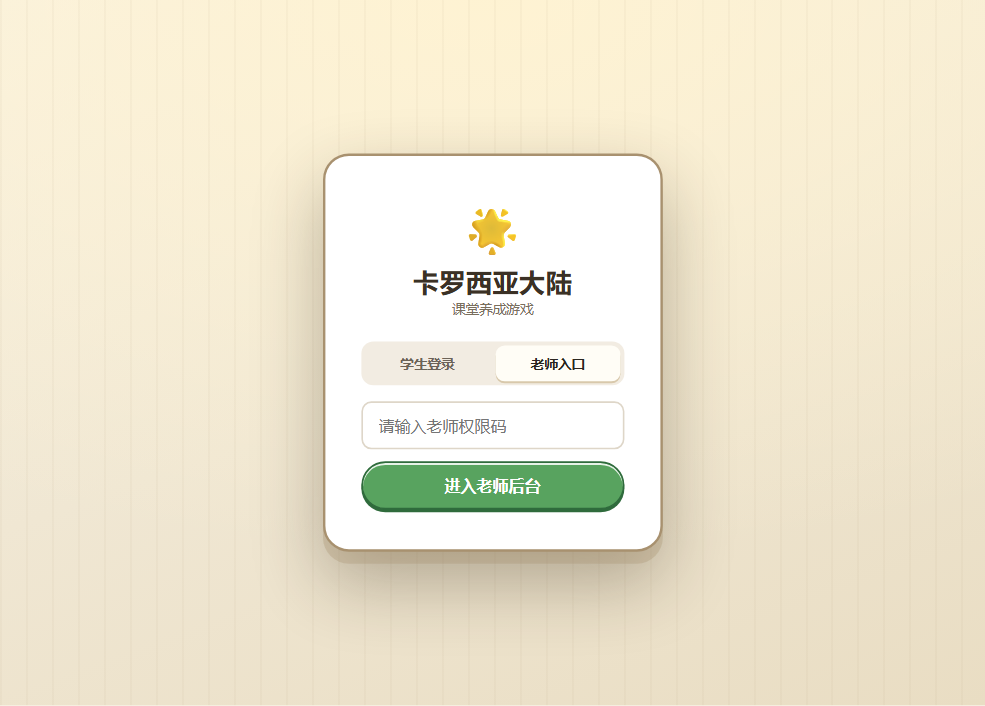 卡罗西亚大陆
课堂养成游戏
学生登录 老师入口
请输入老师权限码
进入老师后台